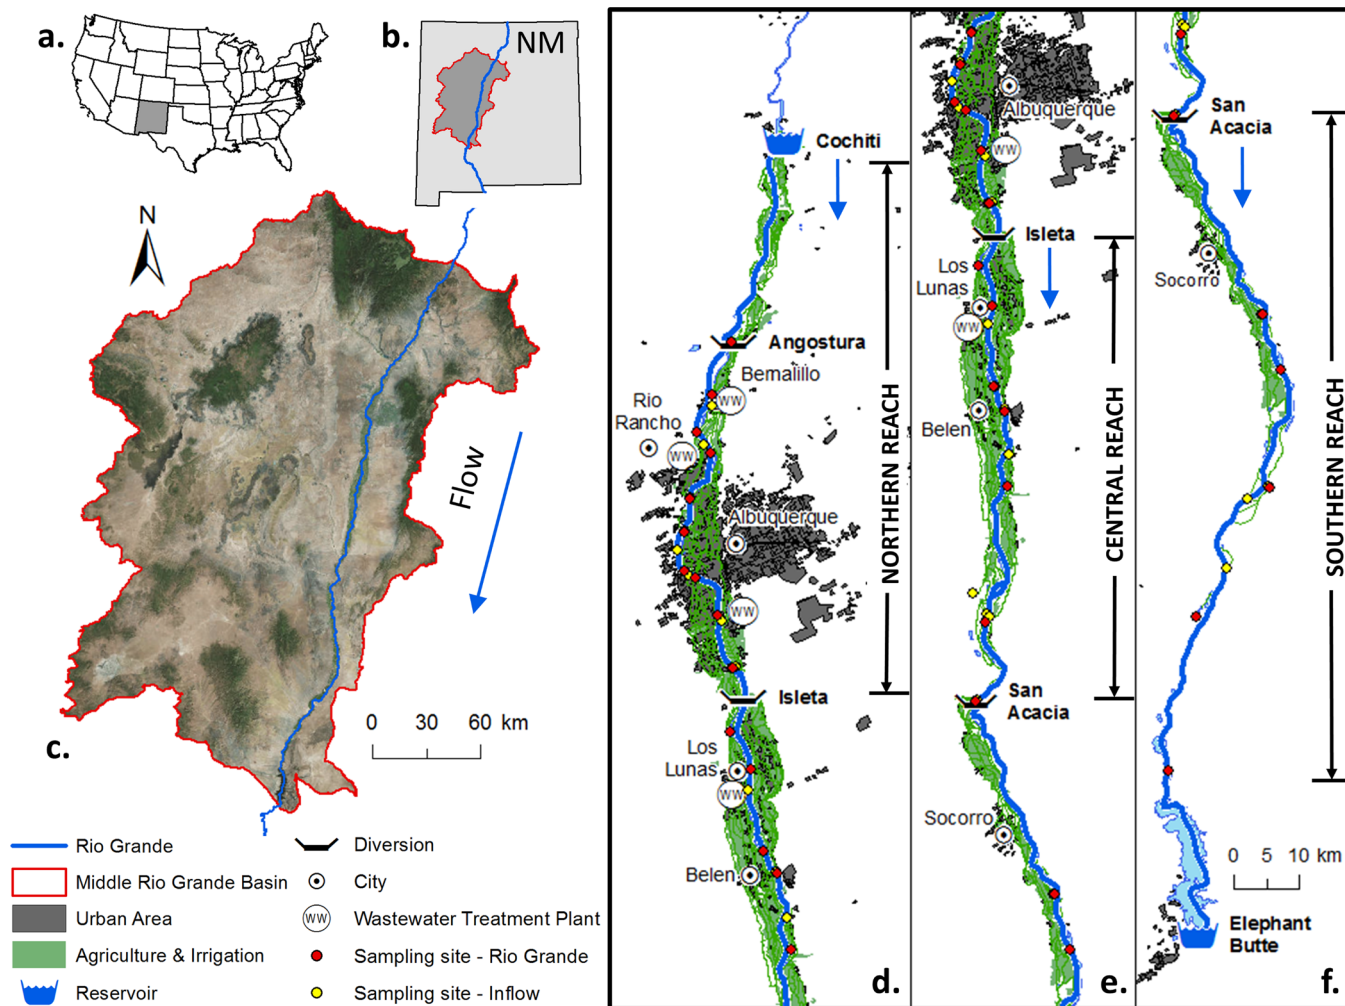 a.
b.
NM
N
Flow
c.
0 30 60 km
Rio Grande
Middle Rio Grande Basin
Urban Area
Agriculture & Irrigation
Reservoir
Diversion
City
WW Wastewater Treatment Plant
Sampling site - Rio Grande
Sampling site - Inflow
Cochiti
Angostura
Bernalillo
WW
Rio
Rancho
WW
Albuquerque
WW
Isleta
Los
Lunas
WW
Belen
NORTHERN REACH
d.
Albuquerque
WW
Isleta
Los
Lunas
WW
Belen
San
Acacia
Socorro
CENTRAL REACH
e.
San
Acacia
Socorro
SOUTHERN REACH
0 5 10 km
Elephant
Butte
f.